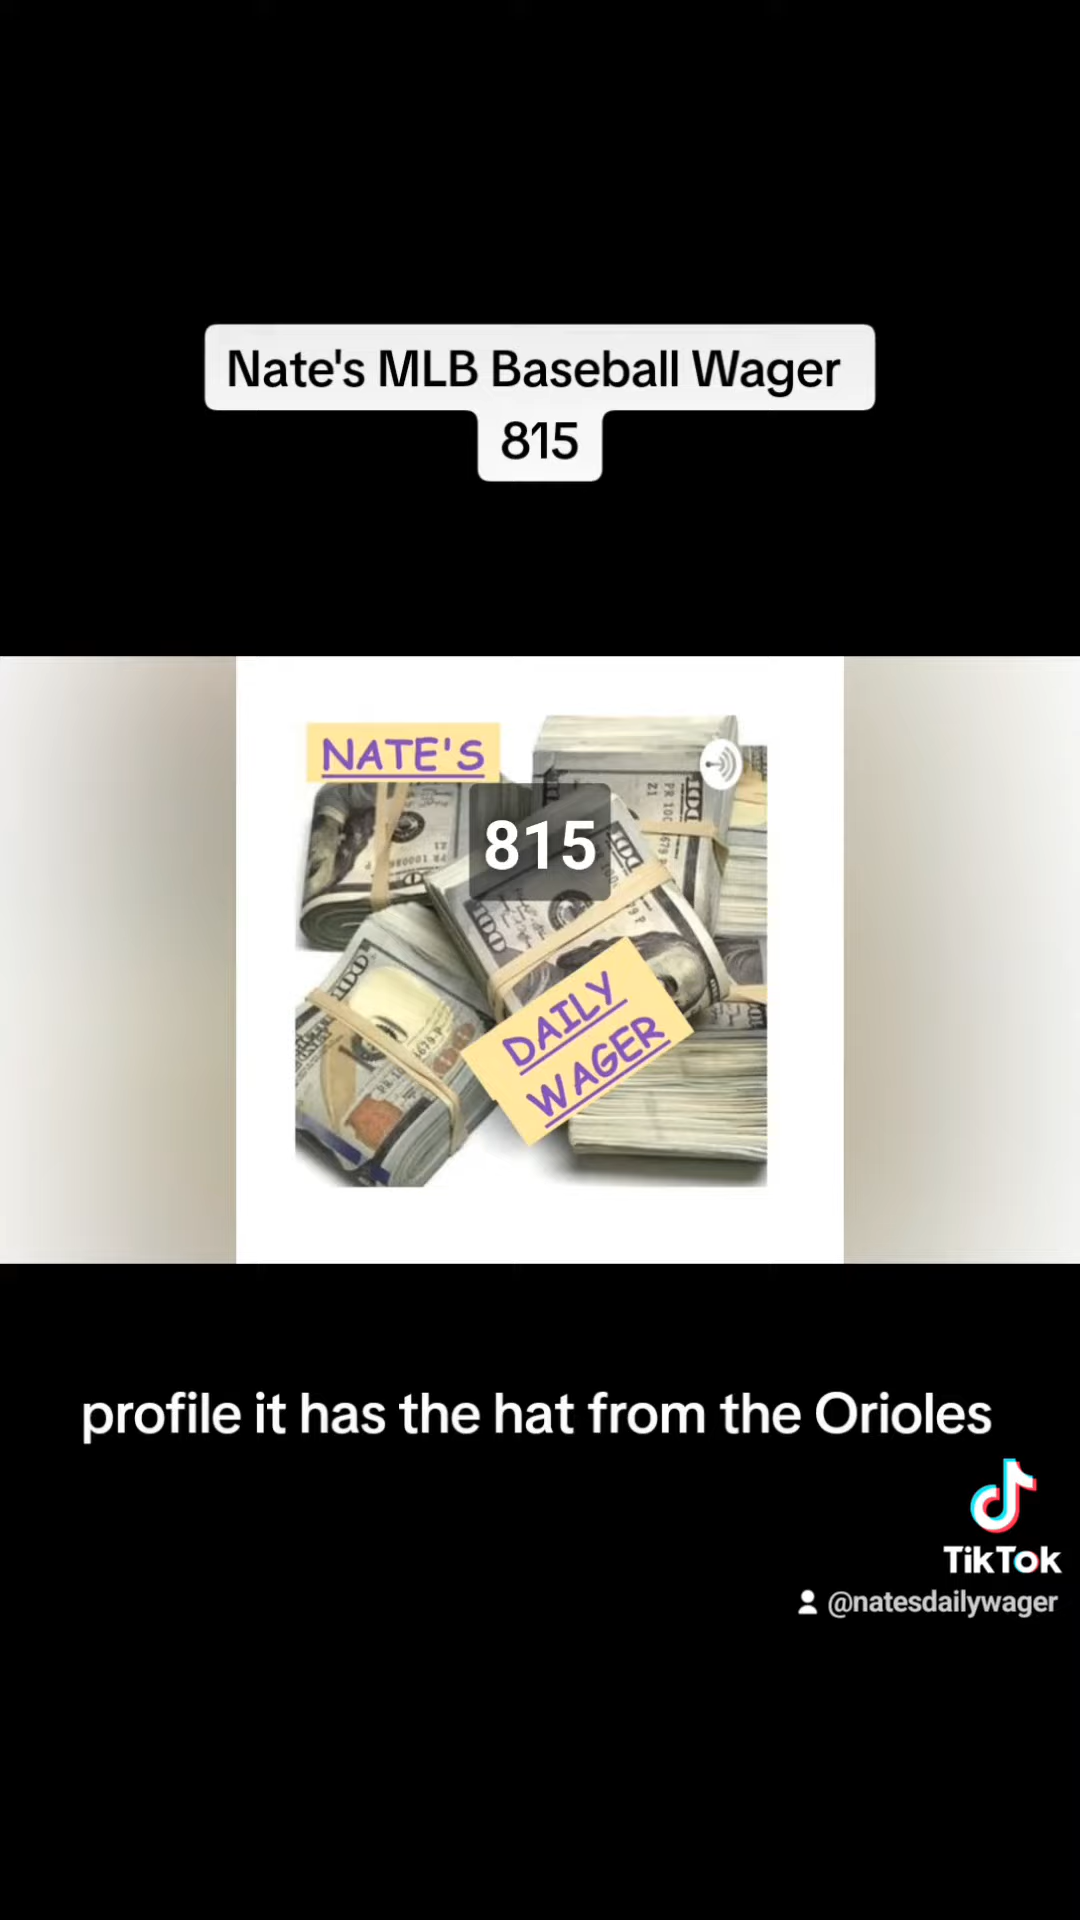 Nate's MLB Baseball Wager
815
NATE'S
815
DAILY
WAGER
profile it has the hat from the Orioles
TikTok
@natesdailywager